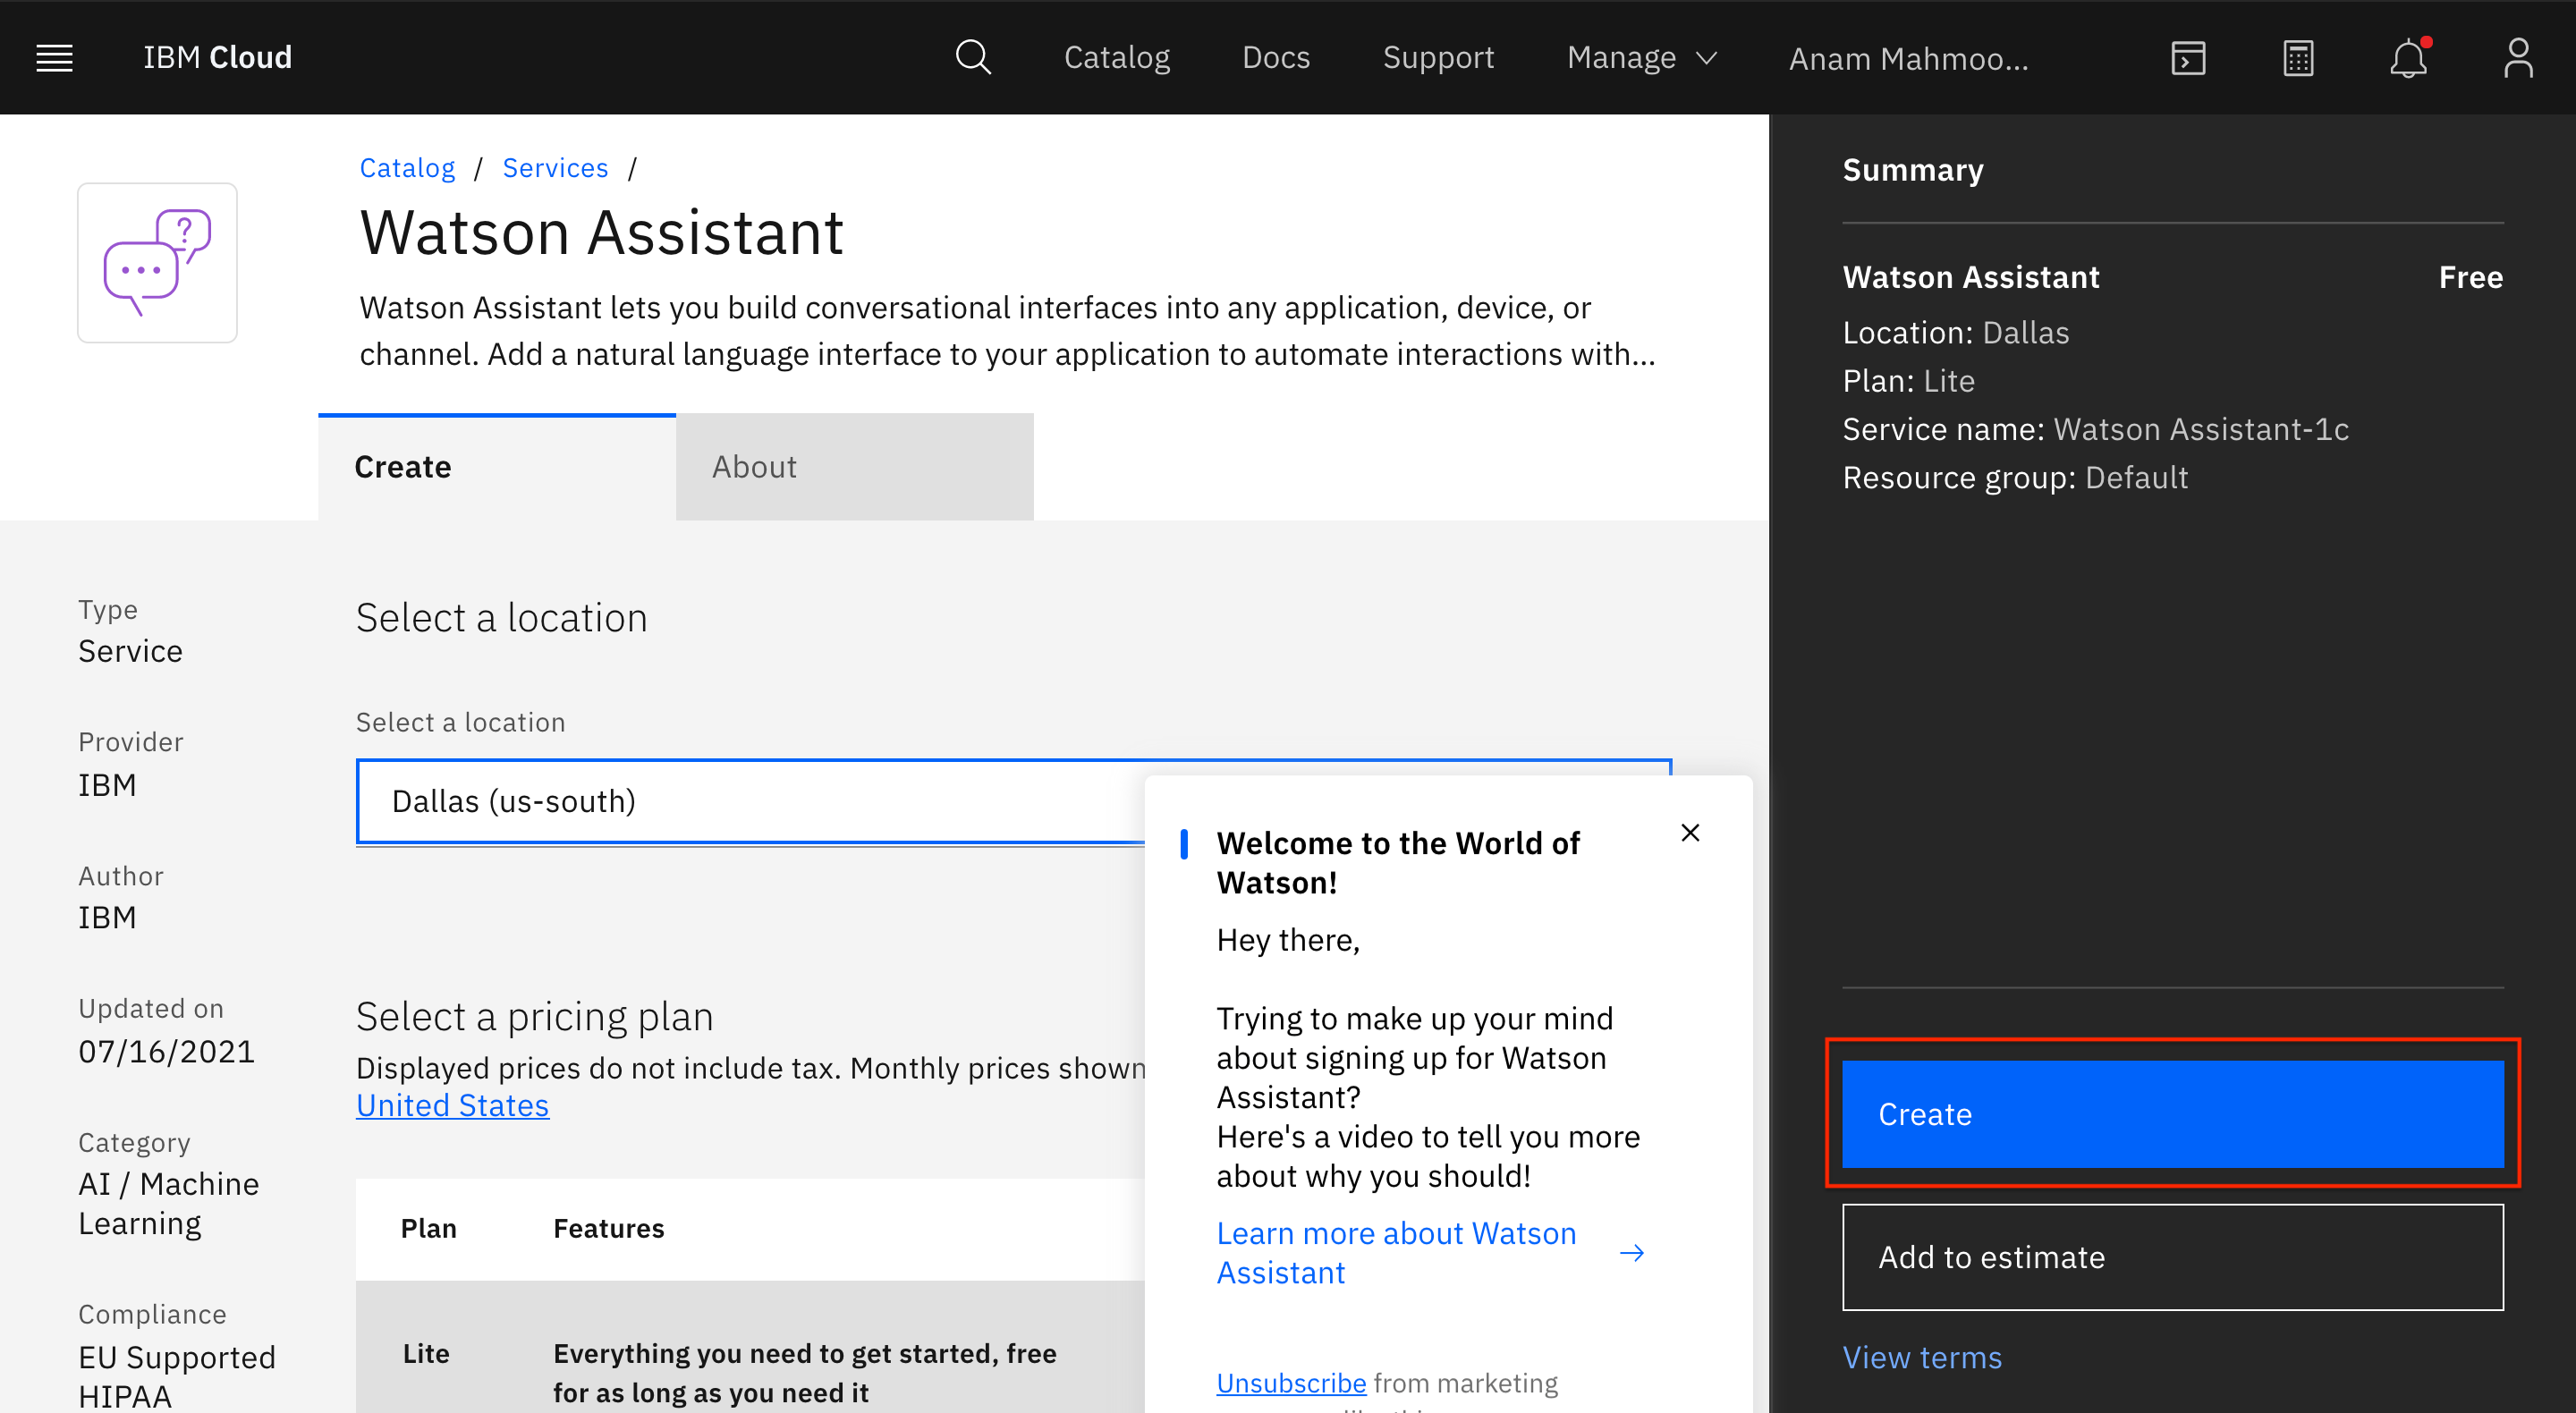 IBM Cloud
Catalog
Docs
Support
Manage
Anam Mahmoo...
Catalog / Services /
Watson Assistant
Watson Assistant lets you build conversational interfaces into any application, device, or
channel. Add a natural language interface to your application to automate interactions with...
?
Create
About
Type
Service
Provider
IBM
Author
IBM
Updated on
07/16/2021
Category
AI / Machine
Learning
Compliance
EU Supported
HIPAA
Select a location
Select a location
Dallas (us-south)
Select a pricing plan
Displayed prices do not include tax. Monthly prices shown
United States
Plan
Features
Lite
Everything you need to get started, free
for as long as you need it
Welcome to the World of
Watson!
Hey there,
Trying to make up your mind
about signing up for Watson
Assistant?
Here's a video to tell you more
about why you should!
Learn more about Watson
Assistant
Unsubscribe from marketing
Summary
Watson Assistant Free
Location: Dallas
Plan: Lite
Service name: Watson Assistant-1c
Resource group: Default
Create
Add to estimate
View terms